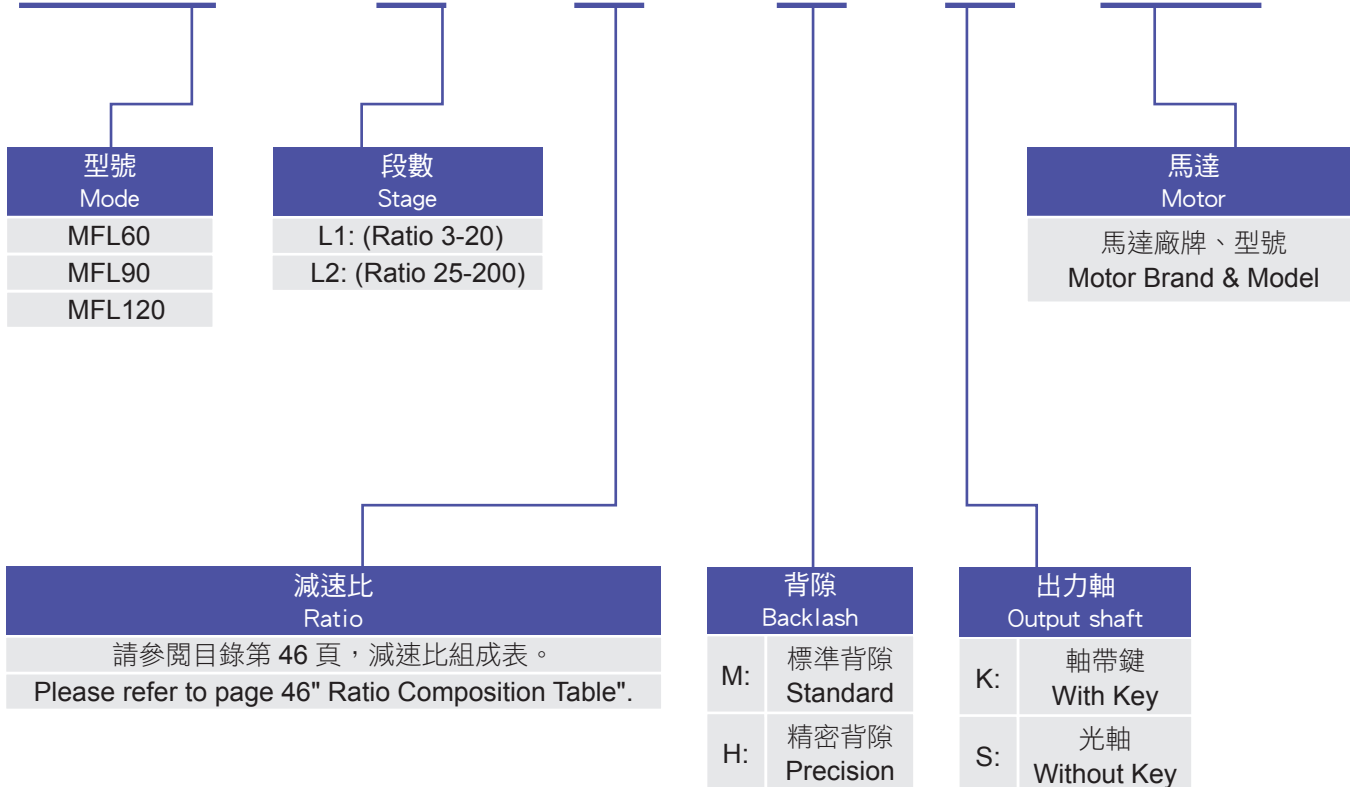 型號
Mode
MFL60
MFL90
MFL120
段數
Stage
L1: (Ratio 3-20)
L2: (Ratio 25-200)
馬達
Motor
馬達廠牌、型號
Motor Brand & Model
減速比
Ratio
請參閱目錄第 46 頁，減速比組成表。
Please refer to page 46" Ratio Composition Table".
背隙
Backlash
M:
標準背隙
Standard
H:
精密背隙
Precision
出力軸
Output shaft
K:
軸帶鍵
With Key
S:
光軸
Without Key